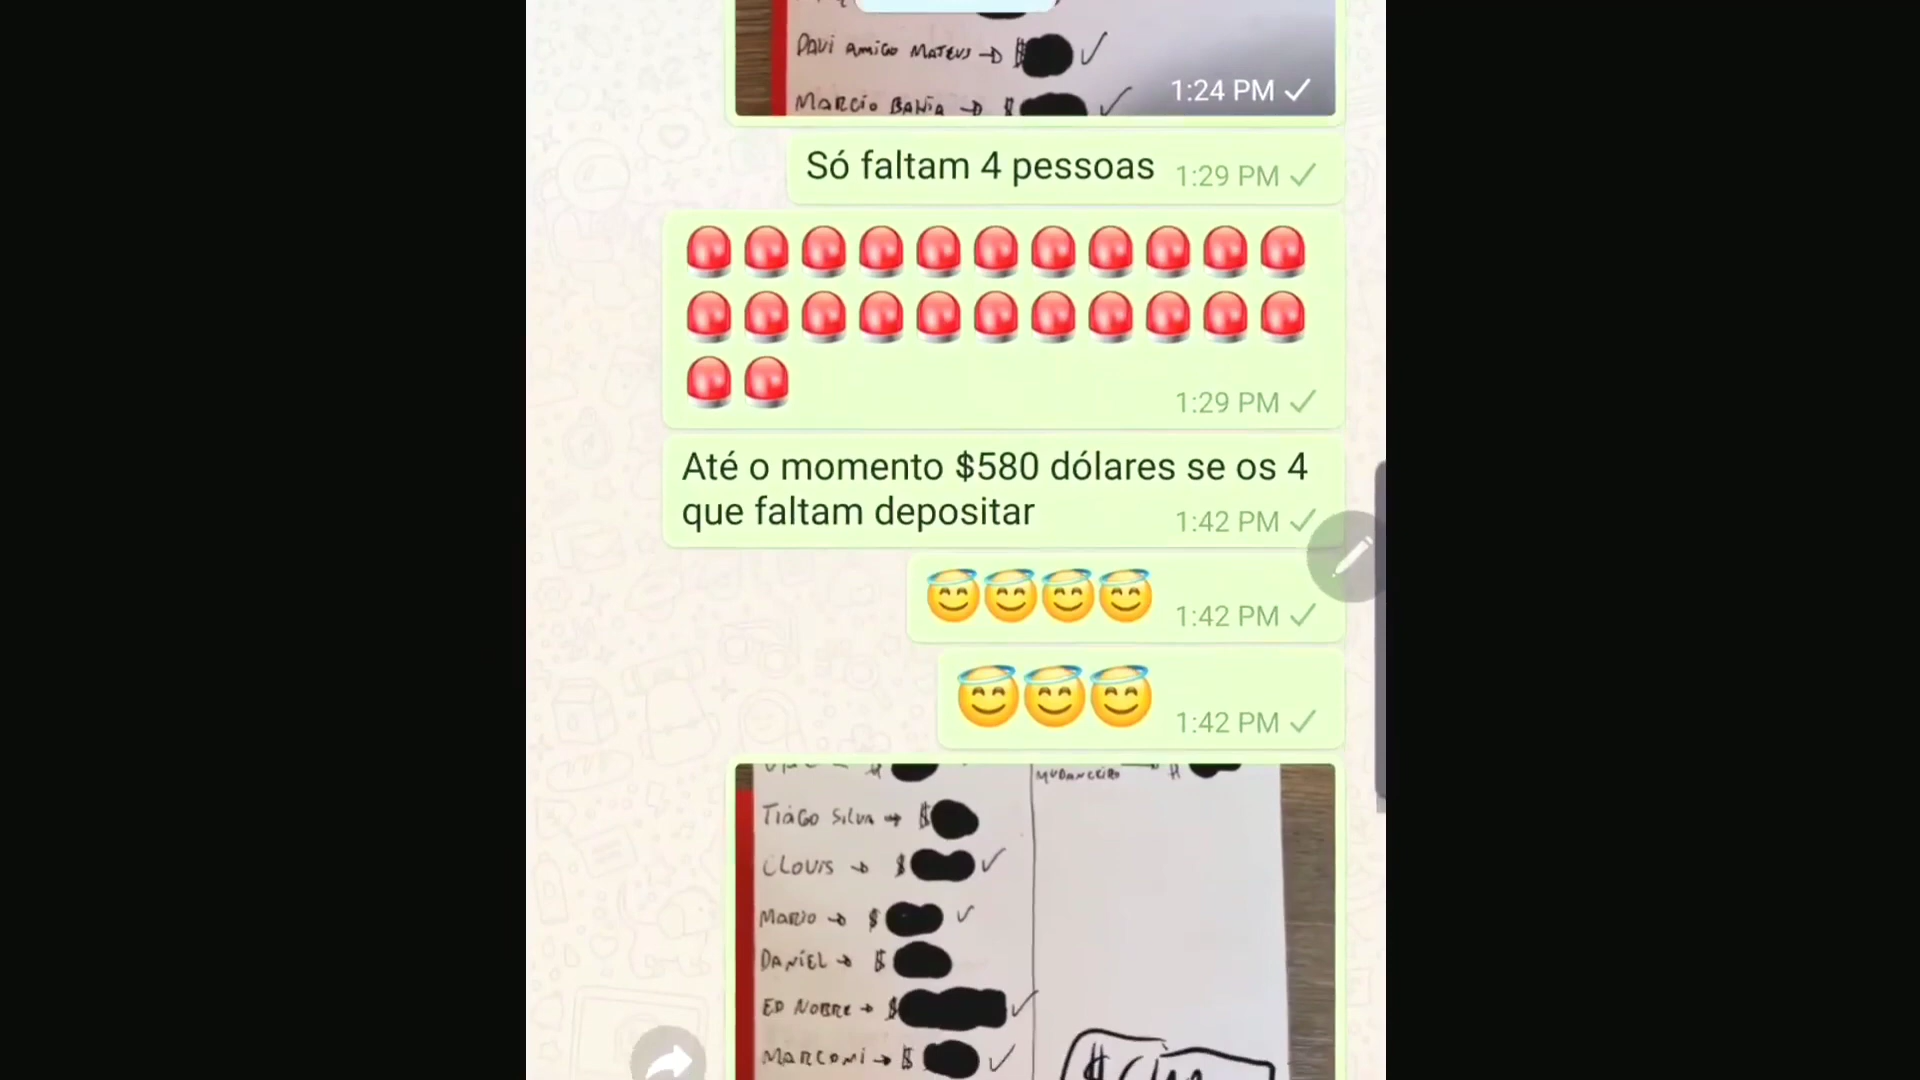 DAVI AMIGO MATEUS → $ ✓
MARCIO BAHIA → $ ✓
1:24 PM ✓
Só faltam 4 pessoas 1:29 PM ✓
🚨🚨🚨🚨🚨🚨🚨🚨🚨🚨🚨
🚨🚨🚨🚨🚨🚨🚨🚨🚨🚨🚨
🚨🚨 1:29 PM ✓
Até o momento $580 dólares se os 4
que faltam depositar 1:42 PM ✓
😇😇😇😇 1:42 PM ✓
😇😇😇 1:42 PM ✓
MUDANCEIRO → $
TIAGO SILVA → $
CLOVIS → $ ✓
MARIO → $ ✓
DANIEL → $
ED NOBRE → $ ✓
MARCONI → $ ✓